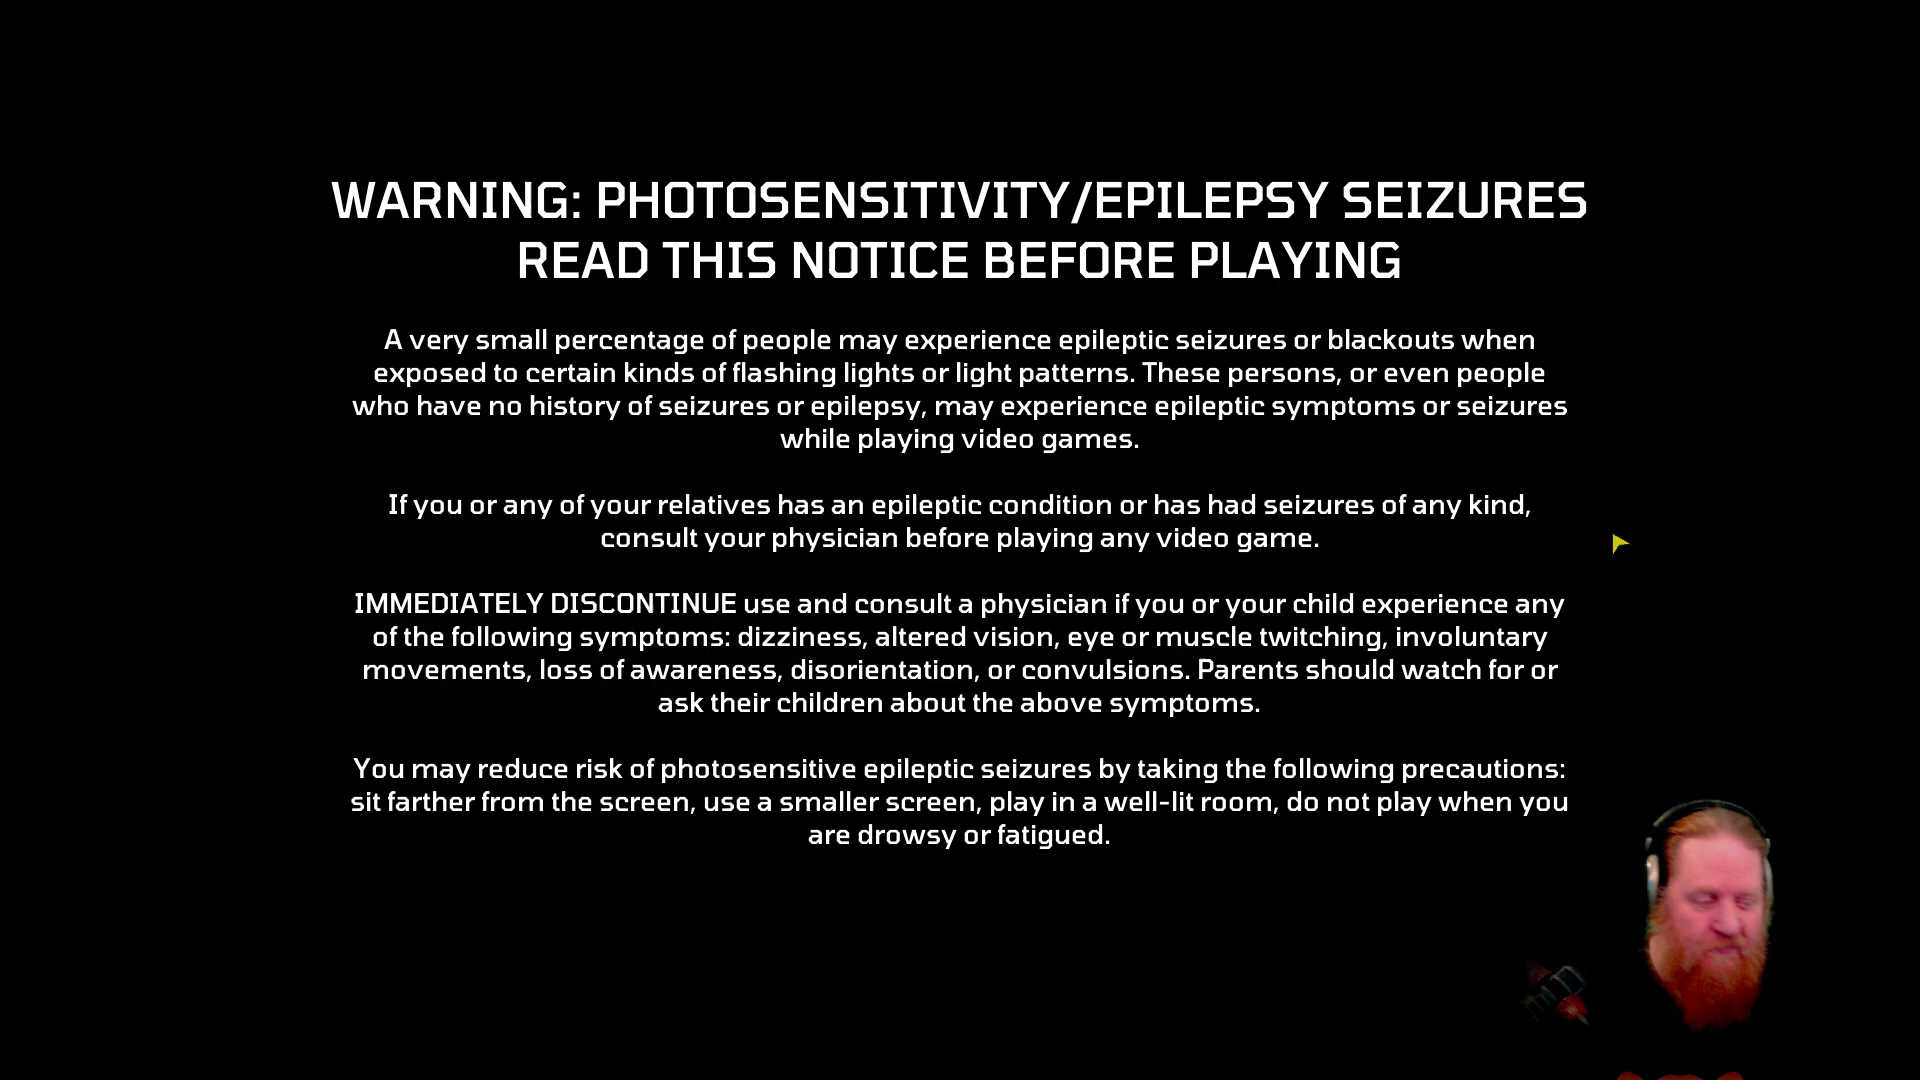 WARNING: PHOTOSENSITIVITY/EPILEPSY SEIZURES
READ THIS NOTICE BEFORE PLAYING
A very small percentage of people may experience epileptic seizures or blackouts when
exposed to certain kinds of flashing lights or light patterns. These persons, or even people
who have no history of seizures or epilepsy, may experience epileptic symptoms or seizures
while playing video games.
If you or any of your relatives has an epileptic condition or has had seizures of any kind,
consult your physician before playing any video game.
IMMEDIATELY DISCONTINUE use and consult a physician if you or your child experience any
of the following symptoms: dizziness, altered vision, eye or muscle twitching, involuntary
movements, loss of awareness, disorientation, or convulsions. Parents should watch for or
ask their children about the above symptoms.
You may reduce risk of photosensitive epileptic seizures by taking the following precautions:
sit farther from the screen, use a smaller screen, play in a well-lit room, do not play when you
are drowsy or fatigued.